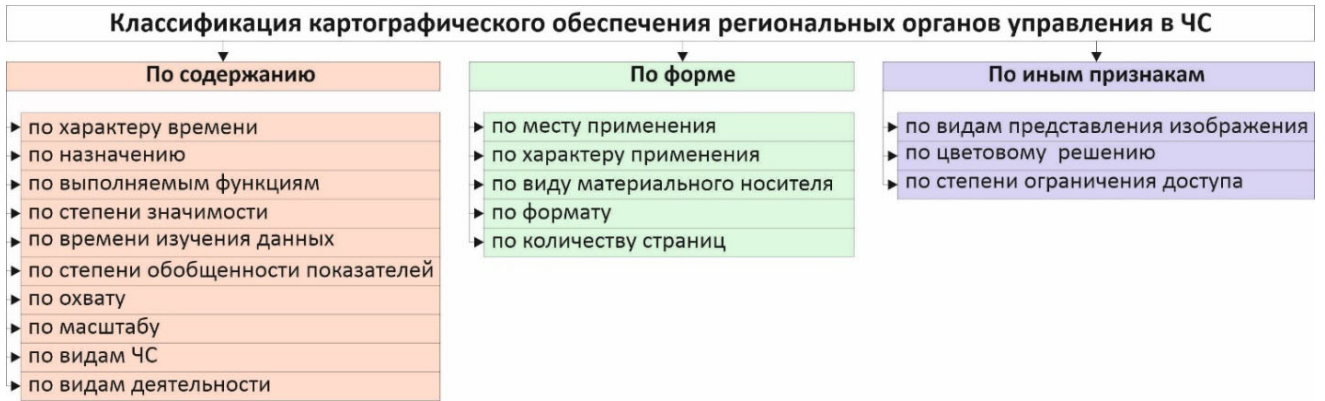 Классификация картографического обеспечения региональных органов управления в ЧС
По содержанию
по характеру времени
по назначению
по выполняемым функциям
по степени значимости
по времени изучения данных
по степени обобщенности показателей
по охвату
по масштабу
по видам ЧС
по видам деятельности
По форме
по месту применения
по характеру применения
по виду материального носителя
по формату
по количеству страниц
По иным признакам
по видам представления изображения
по цветовому решению
по степени ограничения доступа